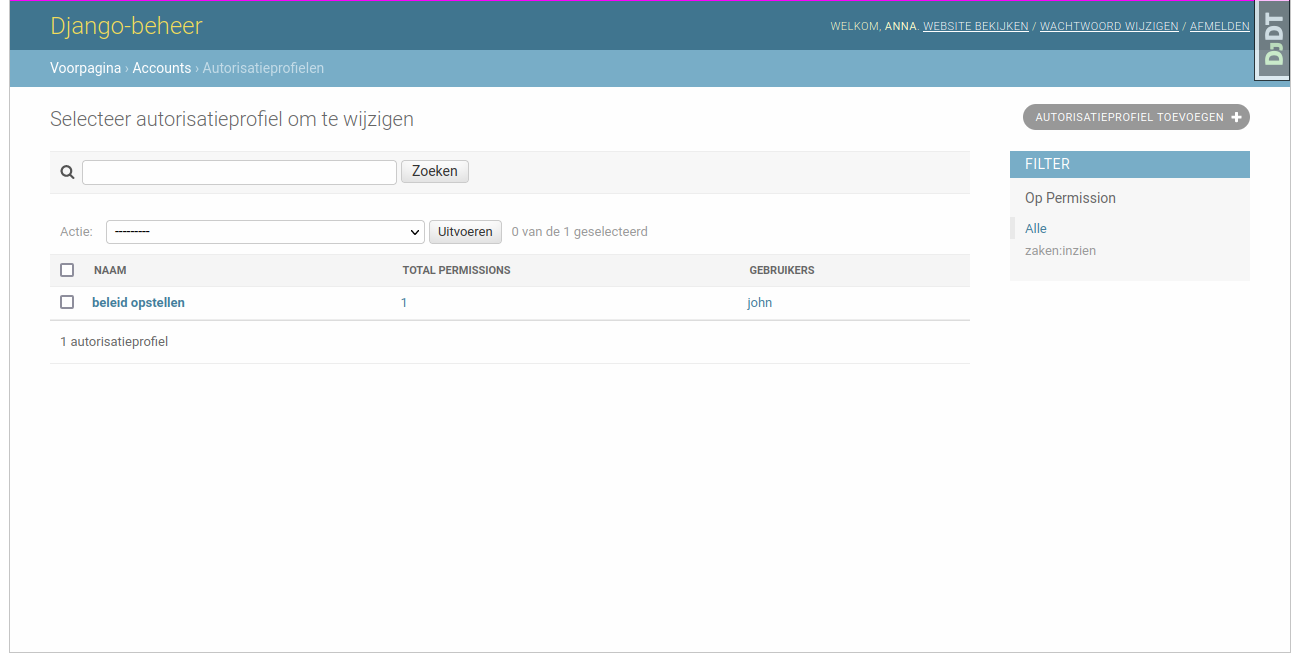 Django-beheer
WELKOM, ANNA. WEBSITE BEKIJKEN / WACHTWOORD WIJZIGEN / AFMELDEN
DjDT
Voorpagina › Accounts › Autorisatieprofielen
Selecteer autorisatieprofiel om te wijzigen
AUTORISATIEPROFIEL TOEVOEGEN +
Zoeken
FILTER
Op Permission
Alle
zaken:inzien
Actie: --------- Uitvoeren 0 van de 1 geselecteerd
NAAM TOTAL PERMISSIONS GEBRUIKERS
beleid opstellen 1 john
1 autorisatieprofiel